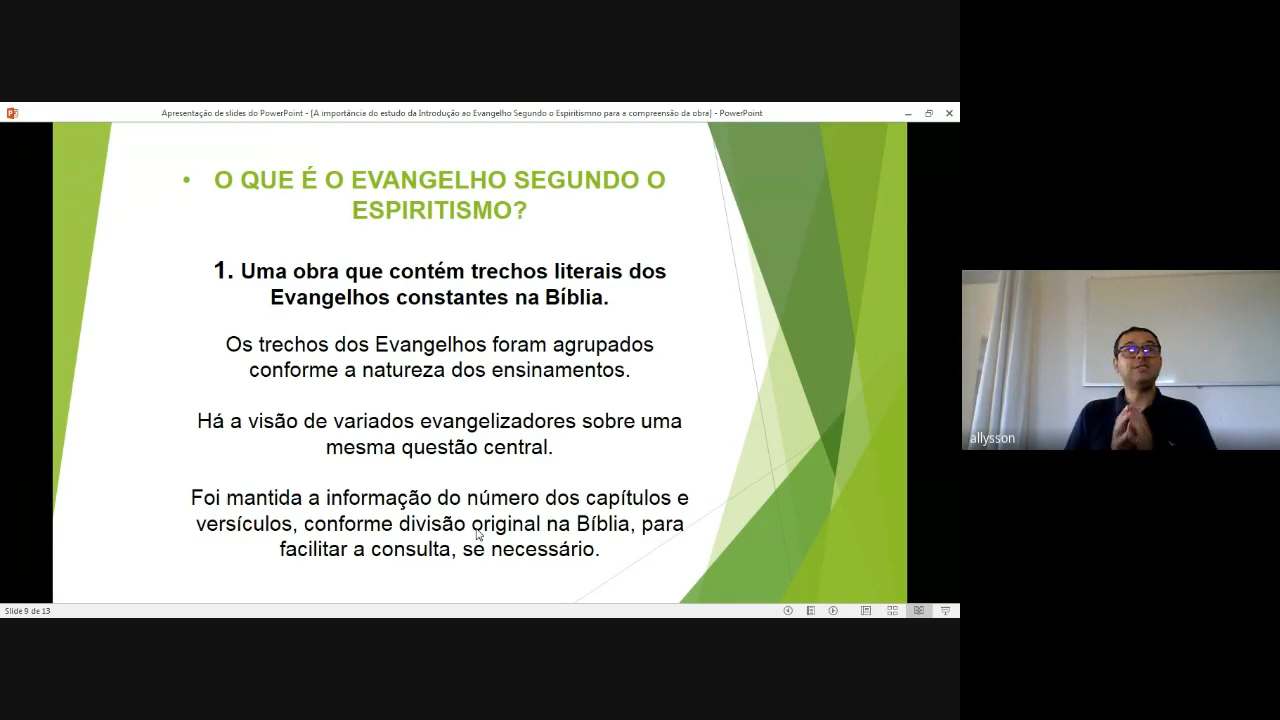 Apresentação de slides do PowerPoint - [A importância do estudo da Introdução ao Evangelho Segundo o Espiritismno para a compreensão da obra] - PowerPoint
• O QUE É O EVANGELHO SEGUNDO O
ESPIRITISMO?
1. Uma obra que contém trechos literais dos
Evangelhos constantes na Bíblia.
Os trechos dos Evangelhos foram agrupados
conforme a natureza dos ensinamentos.
Há a visão de variados evangelizadores sobre uma
mesma questão central.
Foi mantida a informação do número dos capítulos e
versículos, conforme divisão original na Bíblia, para
facilitar a consulta, se necessário.
allysson
Slide 9 de 13